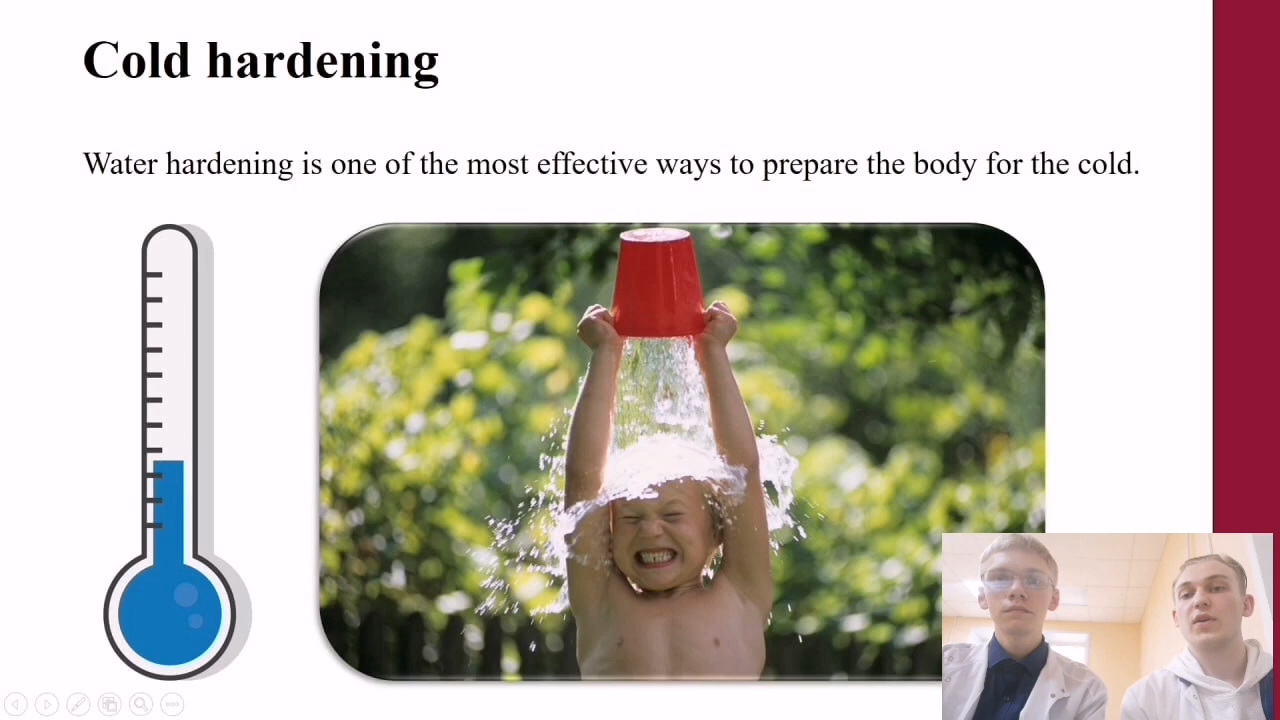 Cold hardening
Water hardening is one of the most effective ways to prepare the body for the cold.